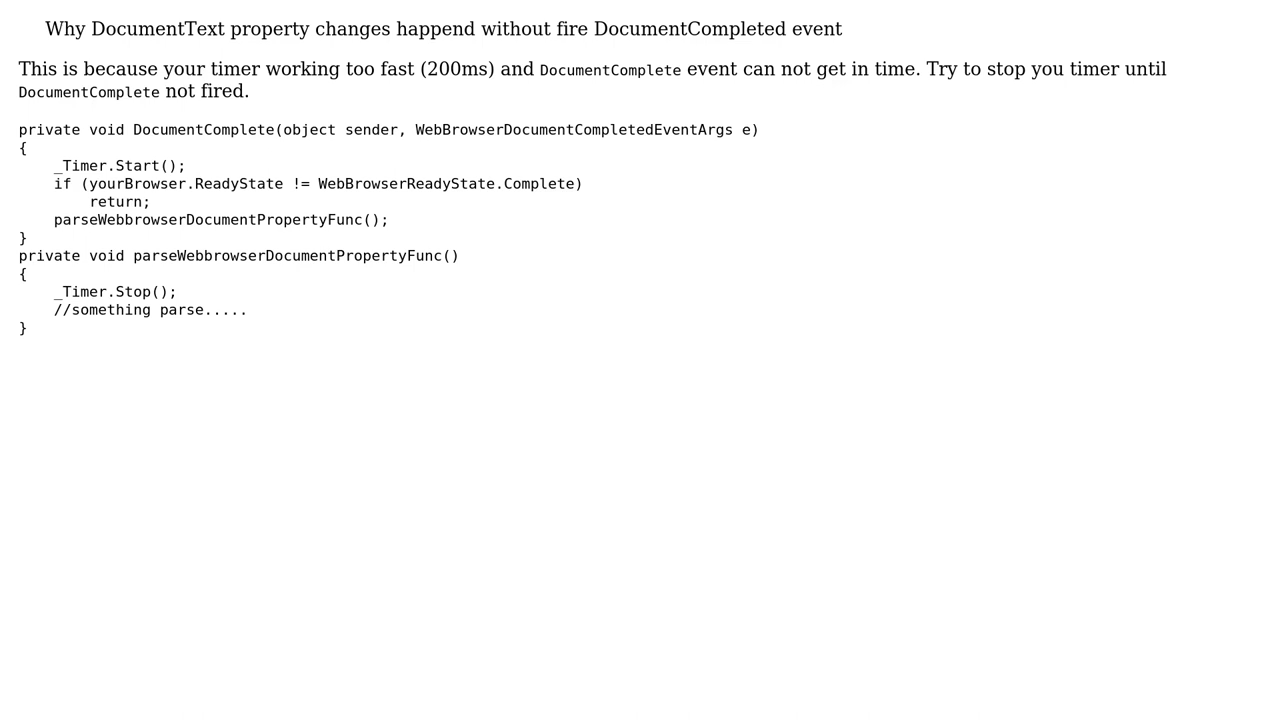 Why DocumentText property changes happend without fire DocumentCompleted event
This is because your timer working too fast (200ms) and DocumentComplete event can not get in time. Try to stop you timer until
DocumentComplete not fired.
private void DocumentComplete(object sender, WebBrowserDocumentCompletedEventArgs e)
{
    _Timer.Start();
    if (yourBrowser.ReadyState != WebBrowserReadyState.Complete)
        return;
    parseWebbrowserDocumentPropertyFunc();
}
private void parseWebbrowserDocumentPropertyFunc()
{
    _Timer.Stop();
    //something parse.....
}